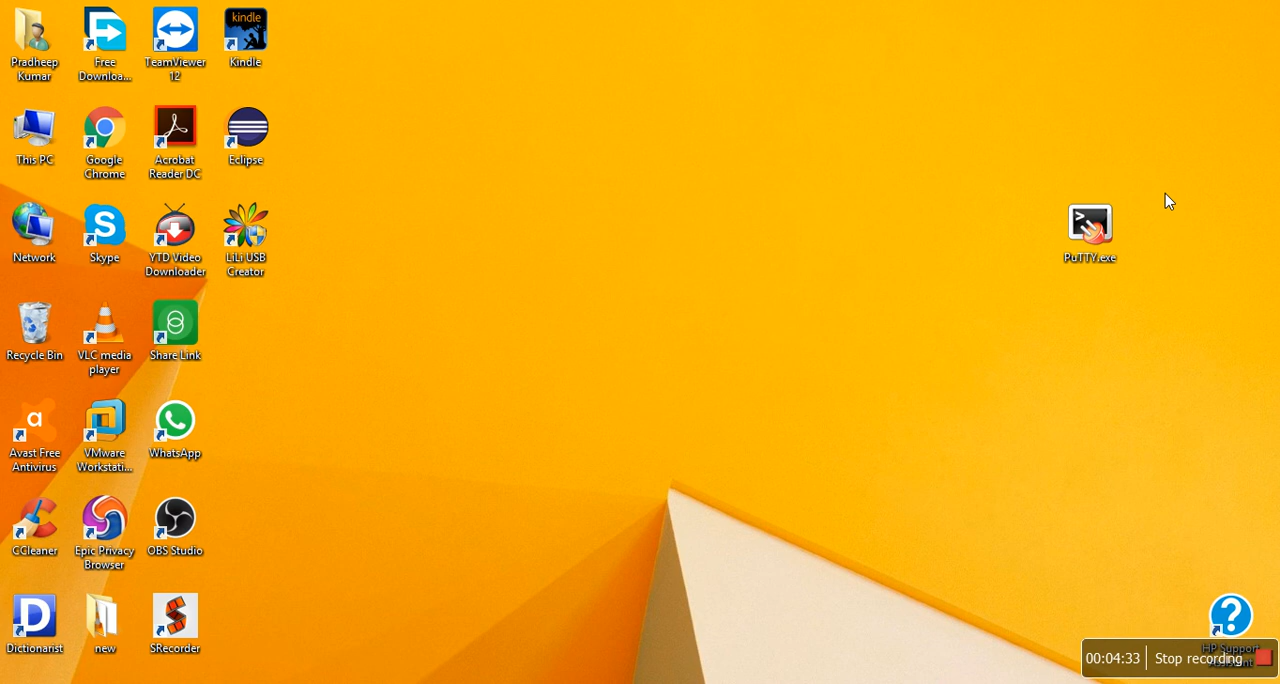 Pradheep
Kumar
Free
Downloa...
TeamViewer
12
kindle
Kindle
This PC
Google
Chrome
Acrobat
Reader DC
Eclipse
Network
Skype
YTD Video
Downloader
LiLi USB
Creator
PuTTY.exe
Recycle Bin
VLC media
player
Share Link
a
Avast Free
Antivirus
VMware
Workstati...
WhatsApp
CCleaner
Epic Privacy
Browser
OBS Studio
D
Dictionarist
new
SRecorder
HP Support
Assistant
00:04:33
Stop recording